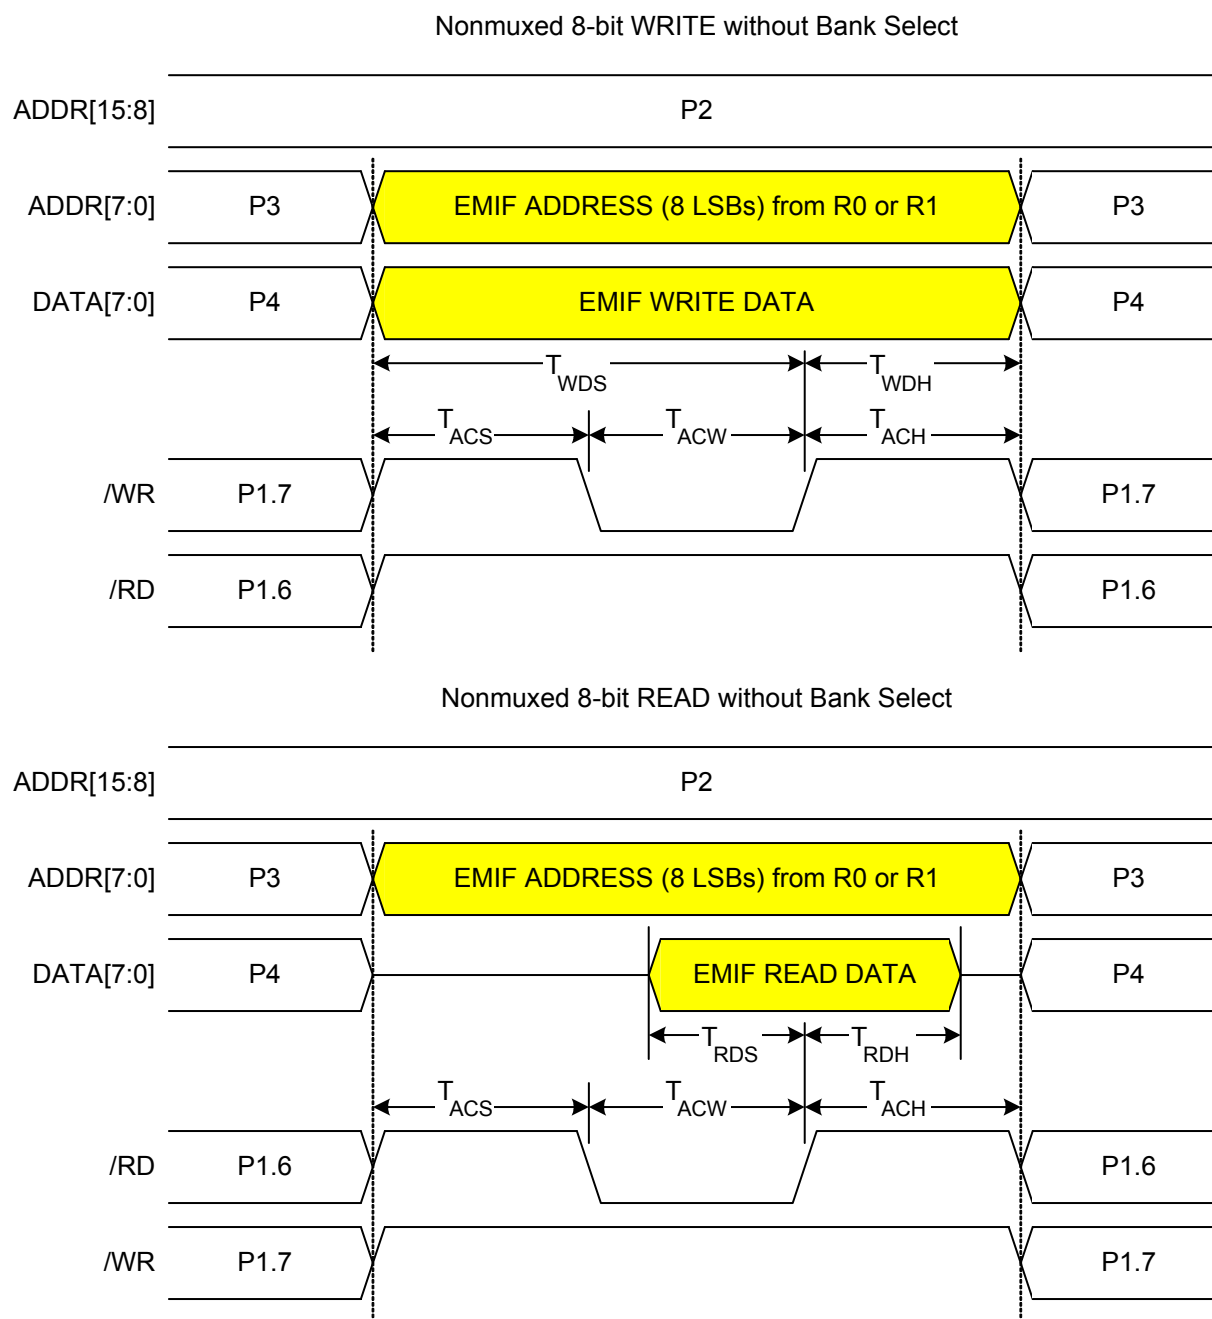 Nonmuxed 8-bit WRITE without Bank Select
ADDR[15:8] P2
ADDR[7:0] P3 EMIF ADDRESS (8 LSBs) from R0 or R1 P3
DATA[7:0] P4 EMIF WRITE DATA P4
TWDS TWDH
TACS TACW TACH
/WR P1.7 P1.7
/RD P1.6 P1.6
Nonmuxed 8-bit READ without Bank Select
ADDR[15:8] P2
ADDR[7:0] P3 EMIF ADDRESS (8 LSBs) from R0 or R1 P3
DATA[7:0] P4 EMIF READ DATA P4
TRDS TRDH
TACS TACW TACH
/RD P1.6 P1.6
/WR P1.7 P1.7